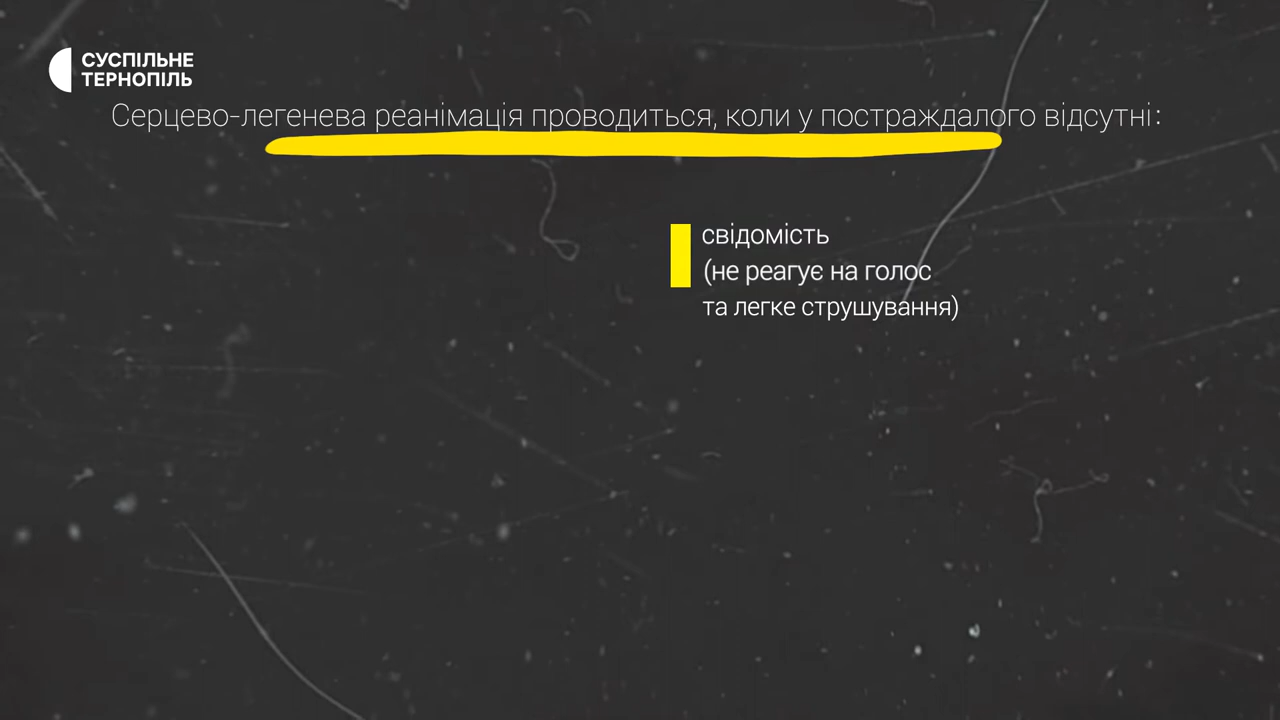 СУСПІЛЬНЕ
ТЕРНОПІЛЬ
Серцево-легенева реанімація проводиться, коли у постраждалого відсутні:
свідомість
(не реагує на голос
та легке струшування)